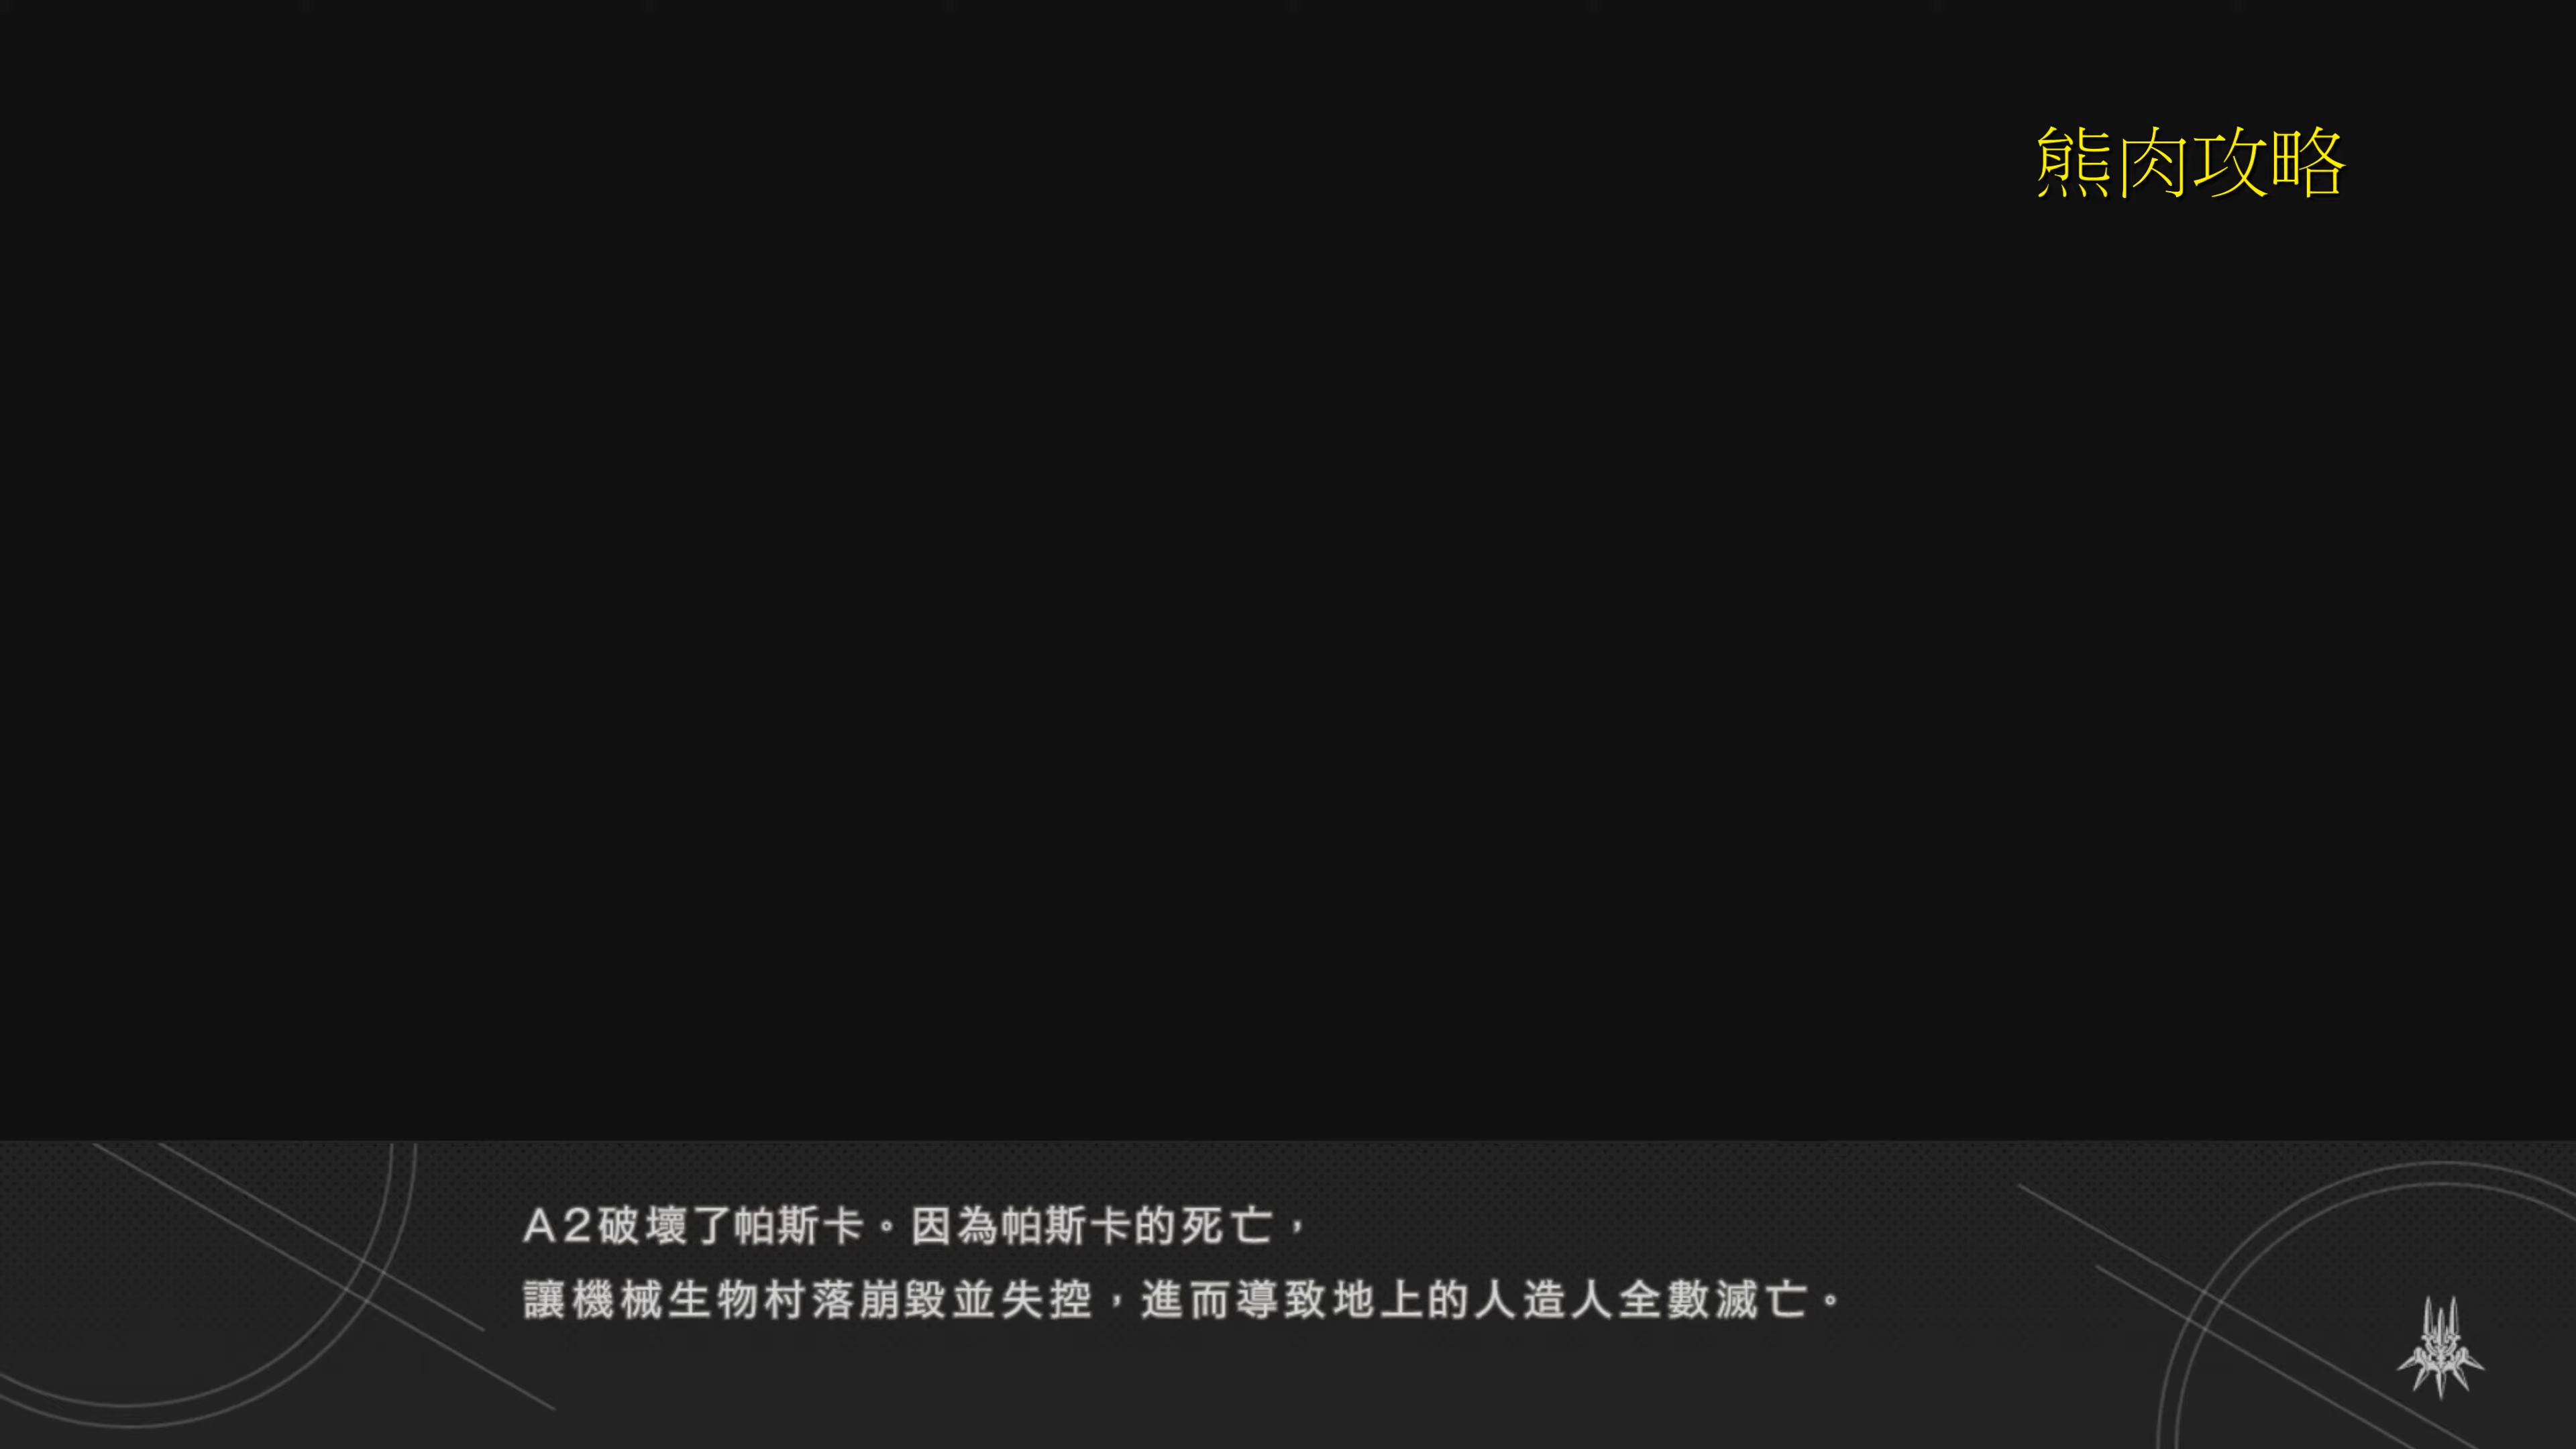 熊肉攻略
A2破壞了帕斯卡。因為帕斯卡的死亡，
讓機械生物村落崩毀並失控，進而導致地上的人造人全數滅亡。